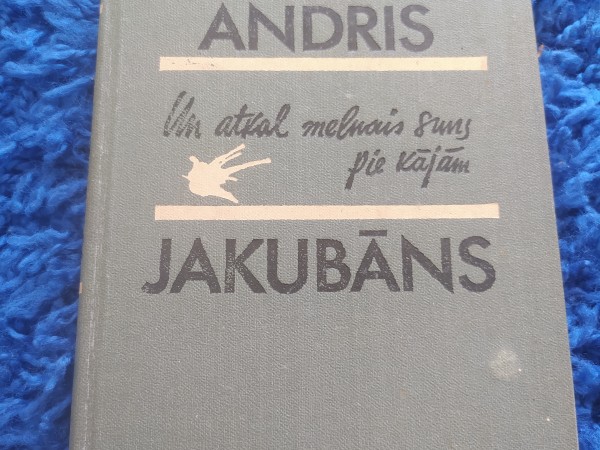 ANDRIS
Un atkal melnais suns
pie kājām
JAKUBĀNS